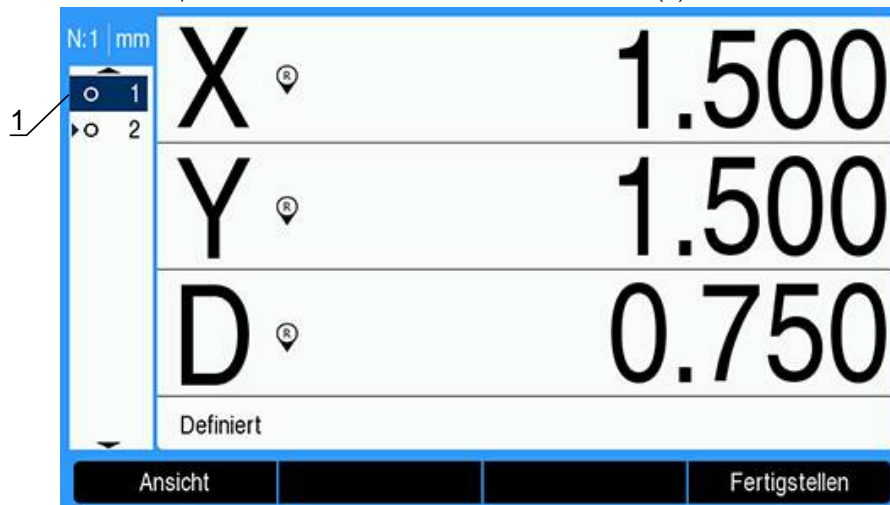 N:1 mm
1
2
1
X R 1.500
Y R 1.500
D R 0.750
Definiert
Ansicht Fertigstellen